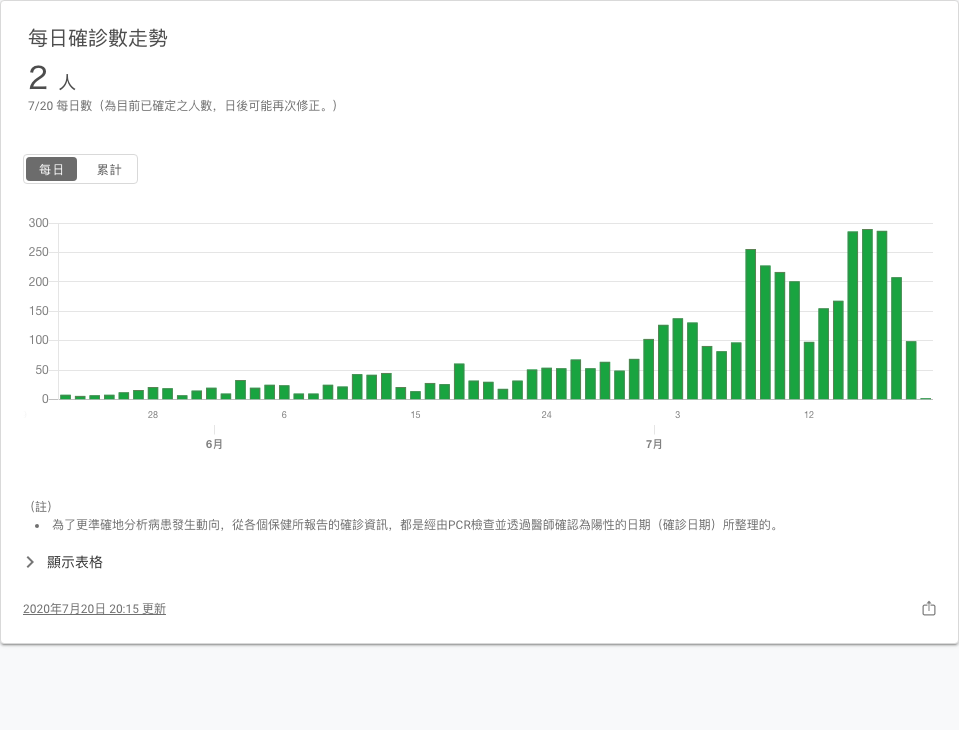 每日確診數走勢
2 人
7/20 每日數（為目前已確定之人數，日後可能再次修正。）
每日 累計
300
250
200
150
100
50
0
28 6 15 24 3 12
6月 7月
（註）
• 為了更準確地分析病患發生動向，從各個保健所報告的確診資訊，都是經由PCR檢查並透過醫師確認為陽性的日期（確診日期）所整理的。
顯示表格
2020年7月20日 20:15 更新